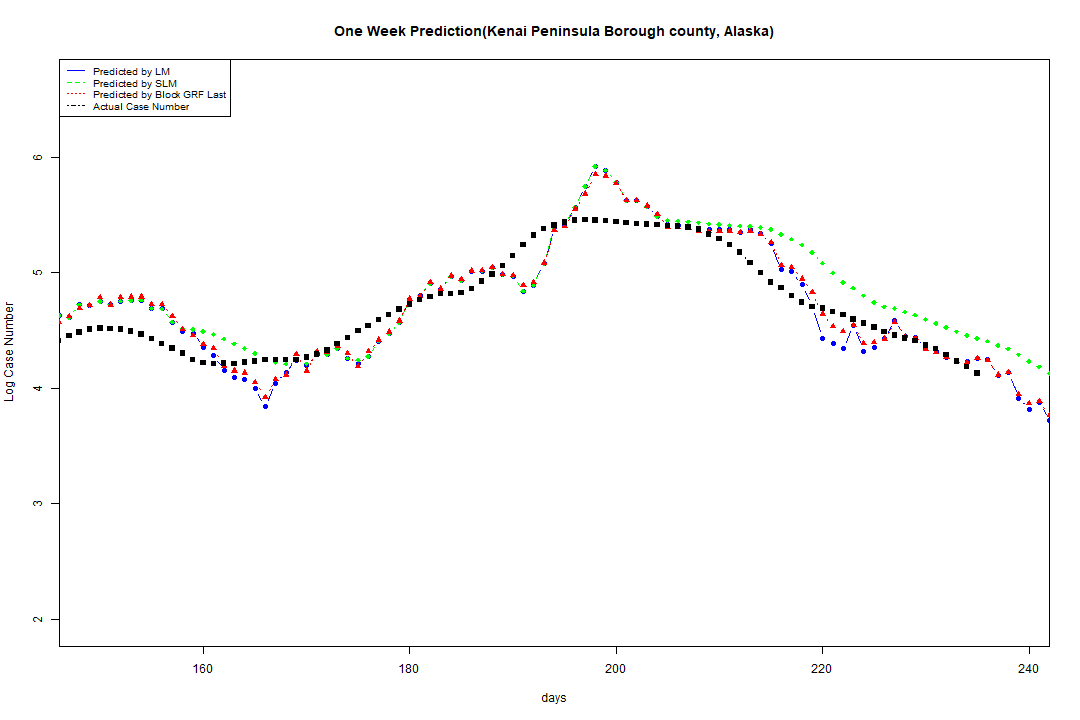 One Week Prediction(Kenai Peninsula Borough county, Alaska)
Predicted by LM
Predicted by SLM
Predicted by Block GRF Last
Actual Case Number
6
5
4
3
2
Log Case Number
160 180 200 220 240
days